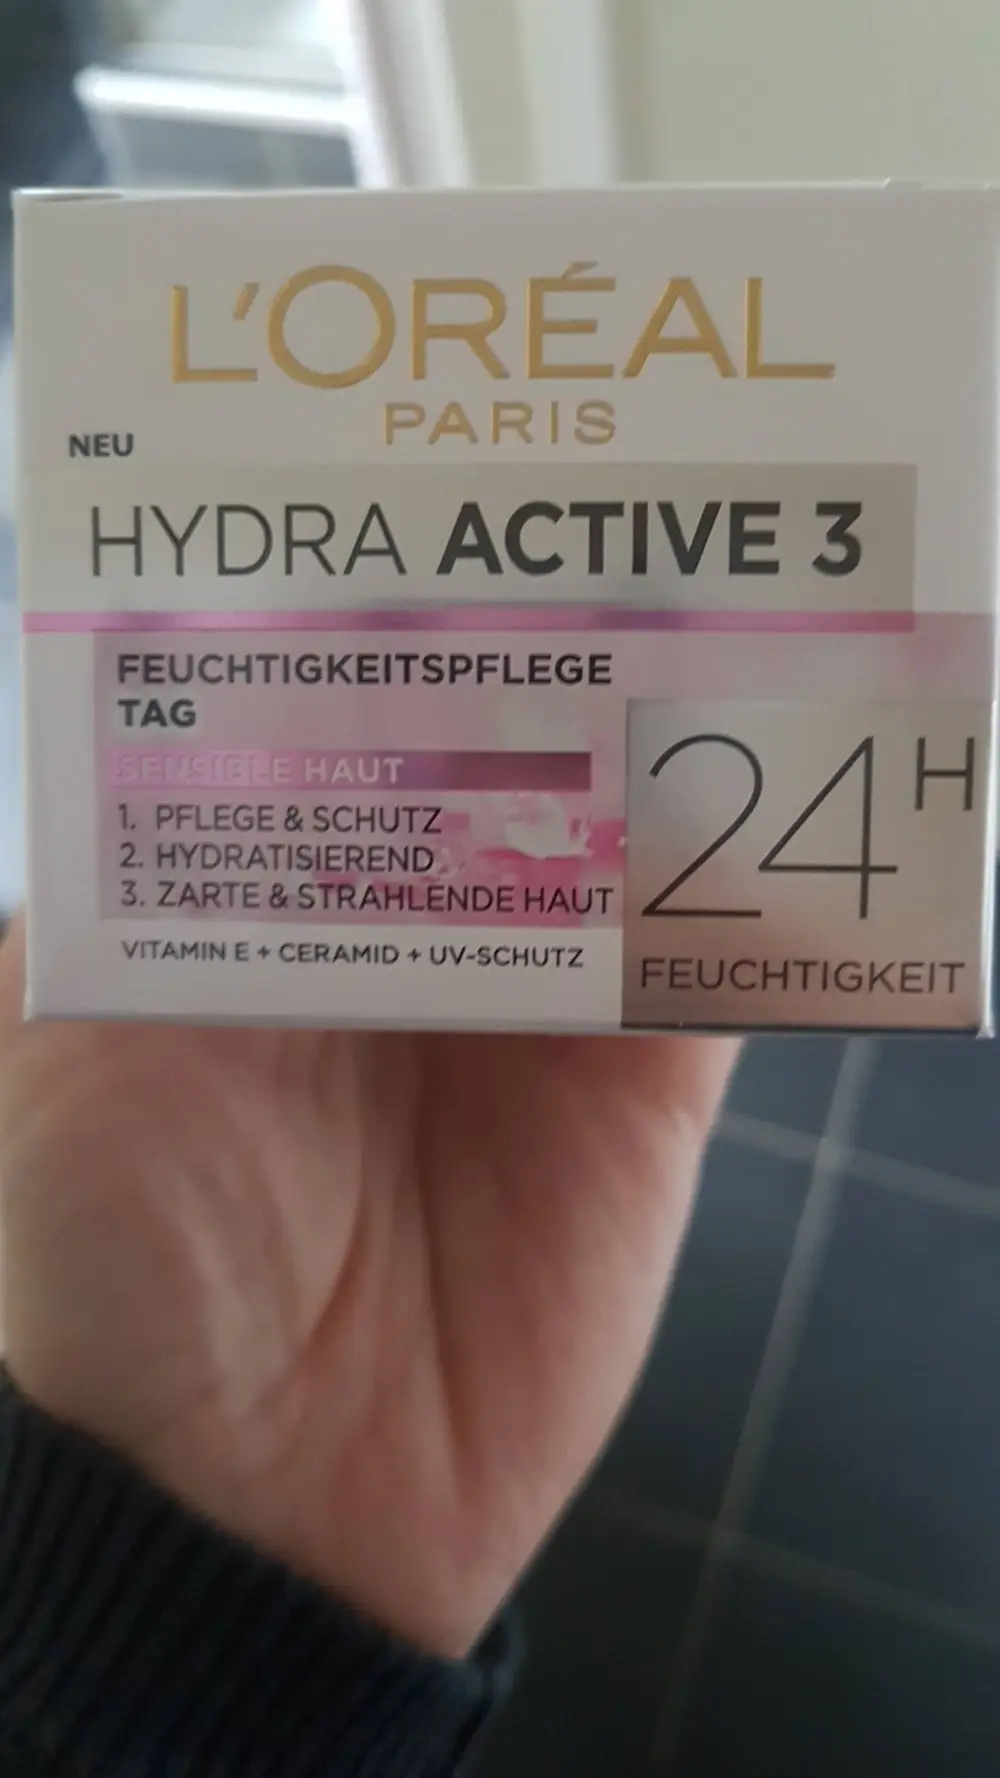 L'ORÉAL
PARIS
NEU
HYDRA ACTIVE 3
FEUCHTIGKEITSPFLEGE
TAG
SENSIBLE HAUT
1. PFLEGE & SCHUTZ
2. HYDRATISIEREND
3. ZARTE & STRAHLENDE HAUT
VITAMIN E + CERAMID + UV-SCHUTZ
24H
FEUCHTIGKEIT